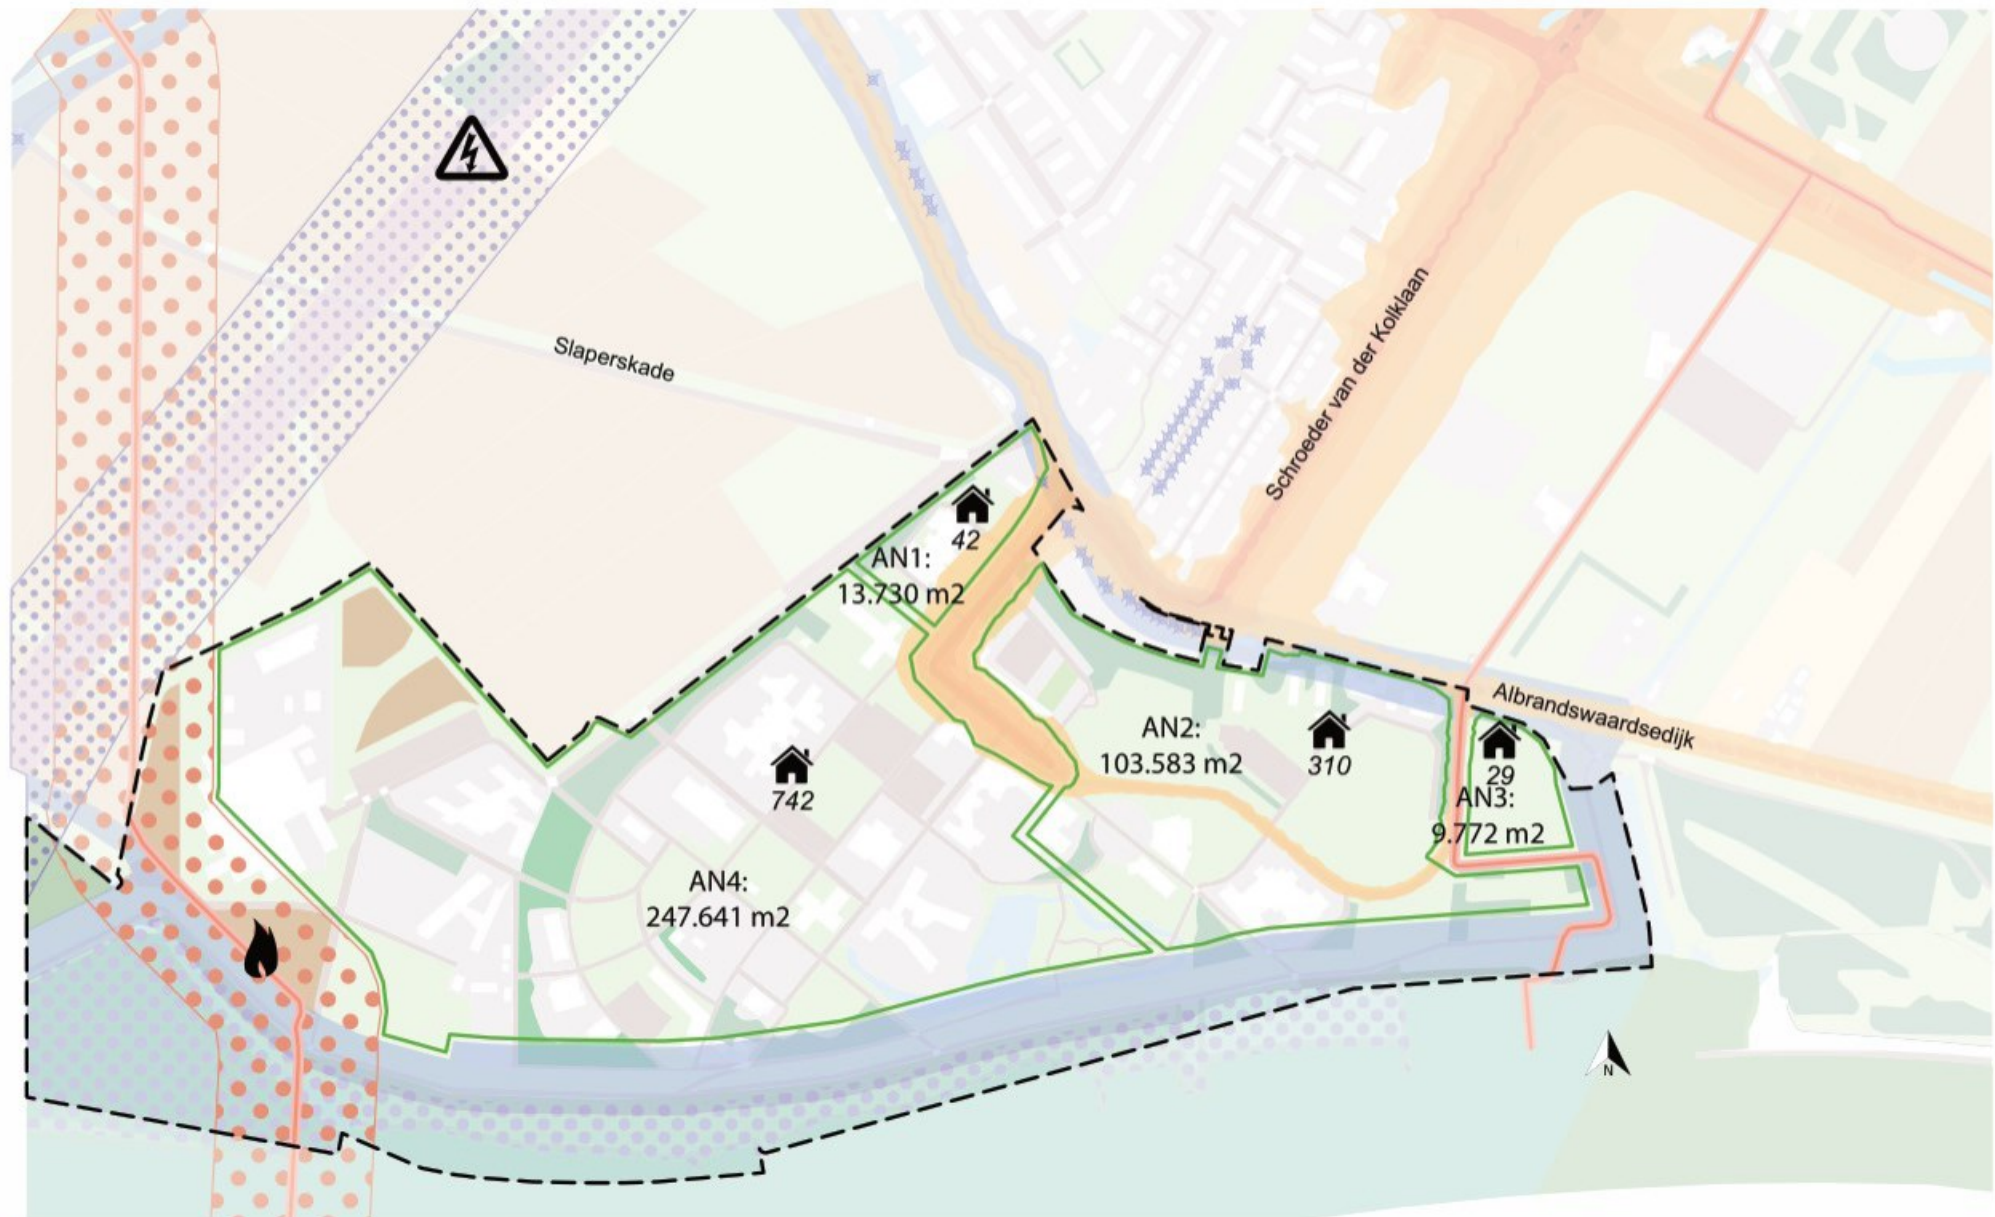 Slaperskade
Schroeder van der Kolklaan
42
AN1:
13.730 m2
Albrandswaardsedijk
AN2:
103.583 m2
310
29
AN3:
9.772 m2
742
AN4:
247.641 m2
N